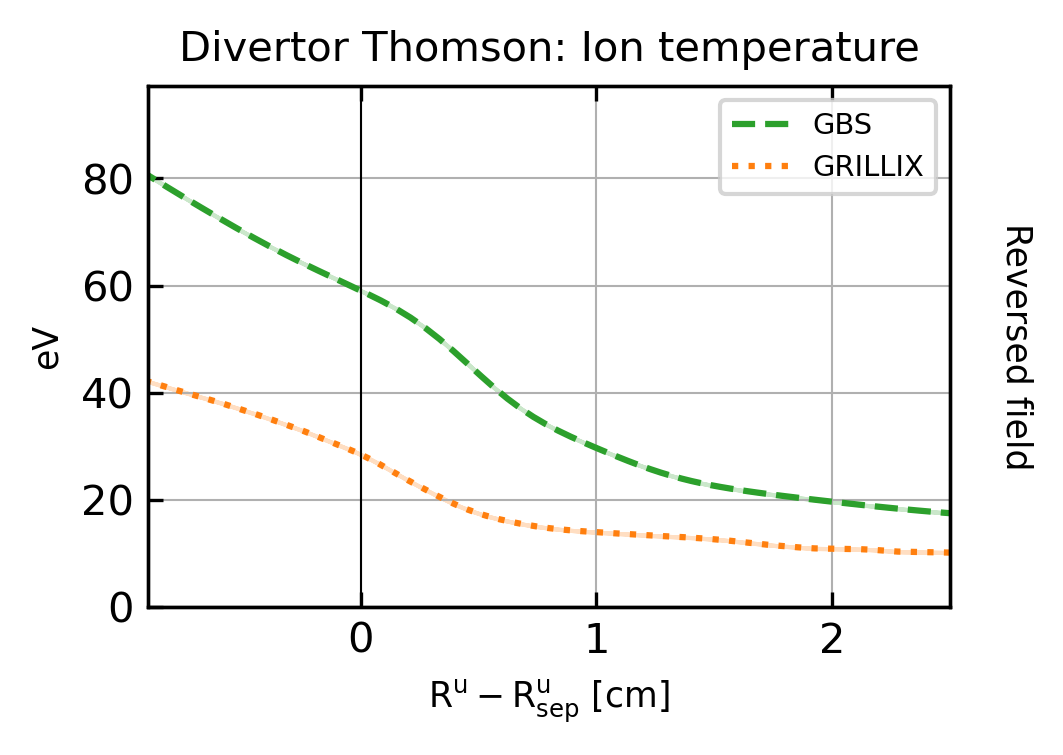 Divertor Thomson: Ion temperature
GBS
GRILLIX
80
60
40
20
0
eV
0 1 2
R^u − R^u_sep [cm]
Reversed field